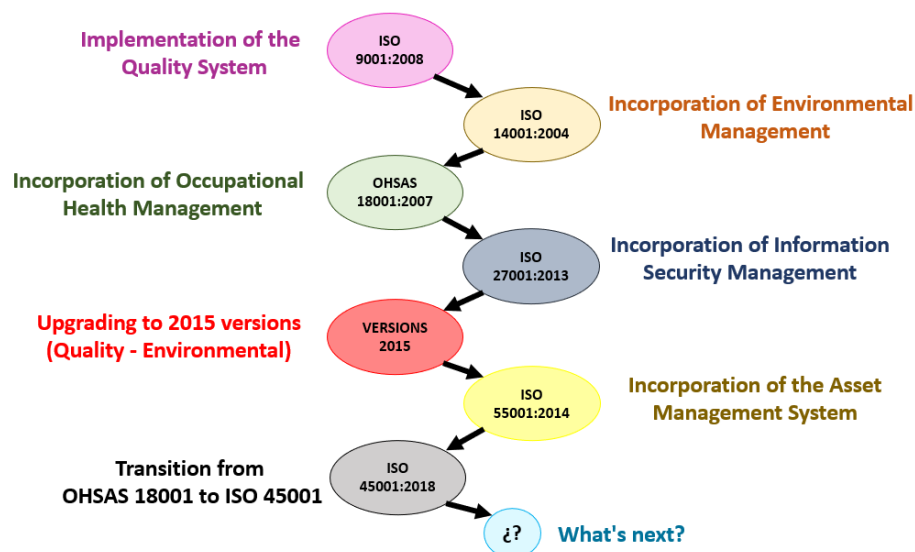 Implementation of the
Quality System
ISO
9001:2008
ISO
14001:2004
Incorporation of Environmental
Management
Incorporation of Occupational
Health Management
OHSAS
18001:2007
ISO
27001:2013
Incorporation of Information
Security Management
Upgrading to 2015 versions
(Quality - Environmental)
VERSIONS
2015
ISO
55001:2014
Incorporation of the Asset
Management System
Transition from
OHSAS 18001 to ISO 45001
ISO
45001:2018
¿?
What's next?